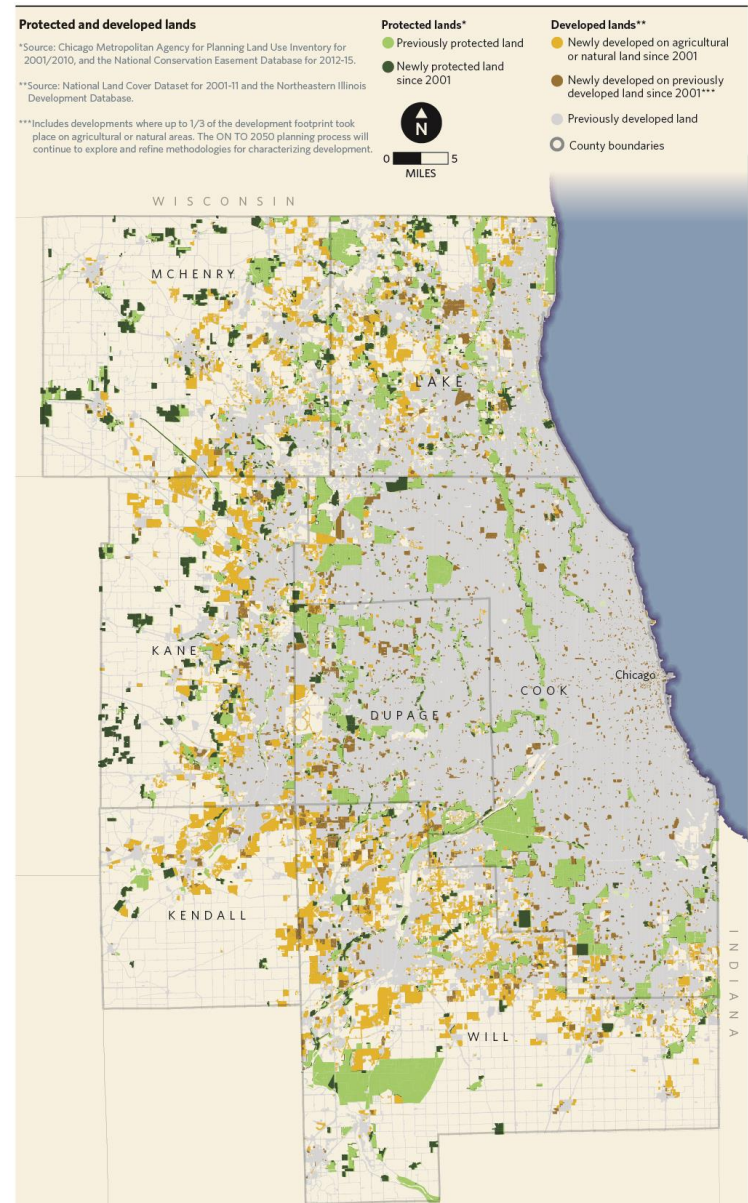 Protected and developed lands
*Source: Chicago Metropolitan Agency for Planning Land Use Inventory for
2001/2010, and the National Conservation Easement Database for 2012-15.
**Source: National Land Cover Dataset for 2001-11 and the Northeastern Illinois
Development Database.
***Includes developments where up to 1/3 of the development footprint took
place on agricultural or natural areas. The ON TO 2050 planning process will
continue to explore and refine methodologies for characterizing development.
Protected lands*
Previously protected land
Newly protected land
since 2001
N
0 5
MILES
Developed lands**
Newly developed on agricultural
or natural land since 2001
Newly developed on previously
developed land since 2001***
Previously developed land
County boundaries
WISCONSIN
MCHENRY
LAKE
KANE
Chicago
COOK
DUPAGE
KENDALL
INDIANA
WILL